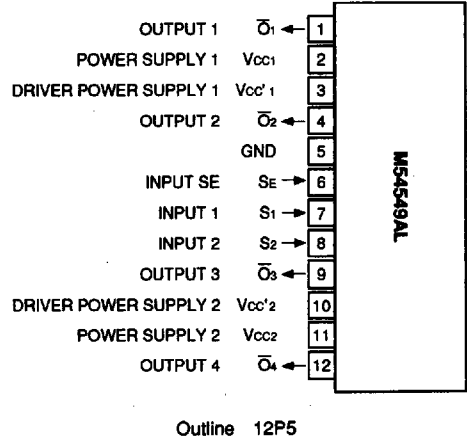 OUTPUT 1 O̅1 1
POWER SUPPLY 1 Vcc1 2
DRIVER POWER SUPPLY 1 Vcc'1 3
OUTPUT 2 O̅2 4
GND 5
INPUT SE SE 6
INPUT 1 S1 7
INPUT 2 S2 8
OUTPUT 3 O̅3 9
DRIVER POWER SUPPLY 2 Vcc'2 10
POWER SUPPLY 2 Vcc2 11
OUTPUT 4 O̅4 12
M54549AL
Outline 12P5